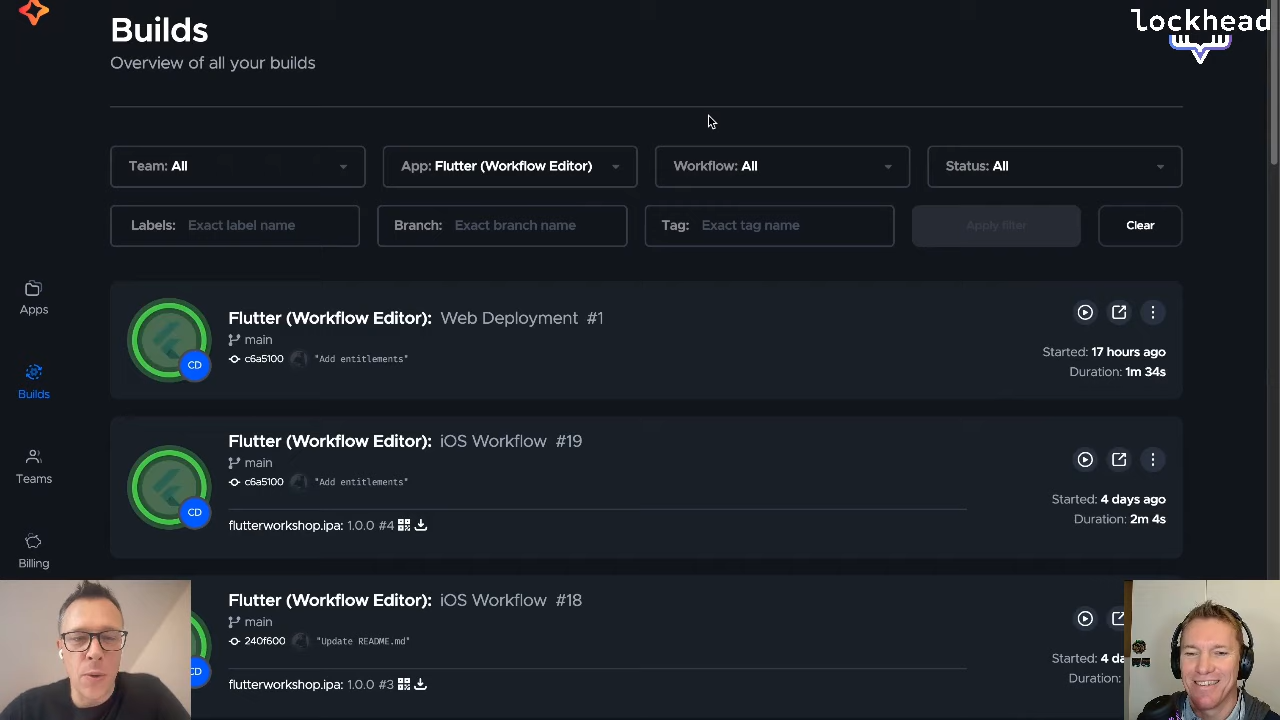 lockhead
Builds
Overview of all your builds
Team: All
App: Flutter (Workflow Editor)
Workflow: All
Status: All
Labels: Exact label name
Branch: Exact branch name
Tag: Exact tag name
Apply filter
Clear
Apps
Builds
Teams
Billing
Flutter (Workflow Editor): Web Deployment #1
main
c6a5100 "Add entitlements"
CD
Started: 17 hours ago
Duration: 1m 34s
Flutter (Workflow Editor): iOS Workflow #19
main
c6a5100 "Add entitlements"
CD
flutterworkshop.ipa: 1.0.0 #4
Started: 4 days ago
Duration: 2m 4s
Flutter (Workflow Editor): iOS Workflow #18
main
240f600 "Update README.md"
CD
flutterworkshop.ipa: 1.0.0 #3
Started: 4 da
Duration: